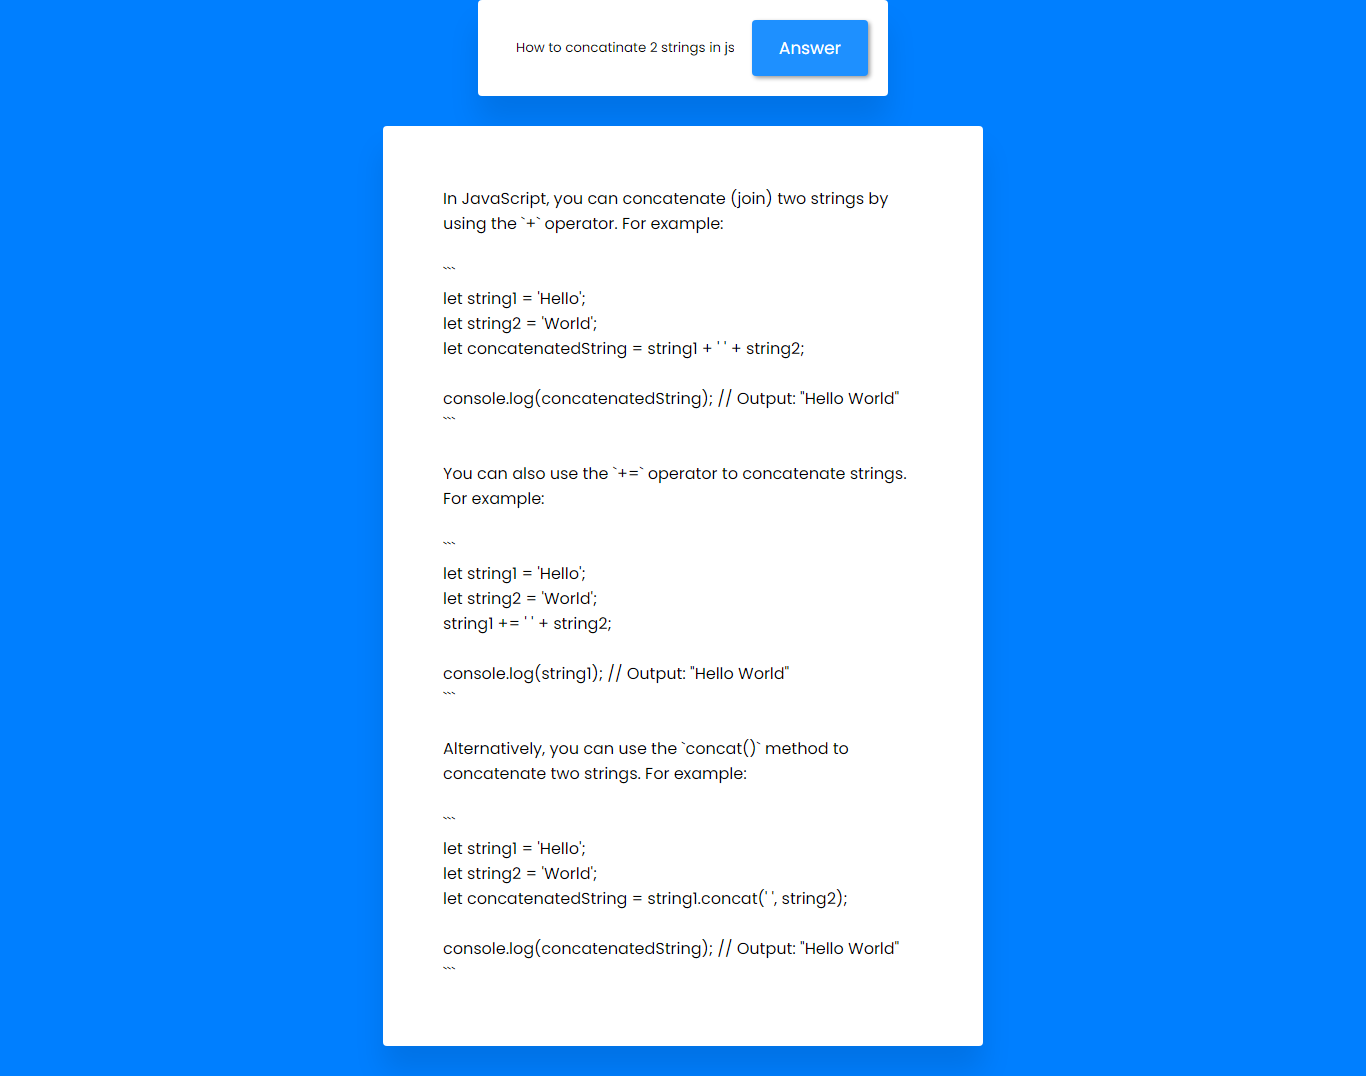 How to concatinate 2 strings in js
Answer
In JavaScript, you can concatenate (join) two strings by
using the `+` operator. For example:
```
let string1 = 'Hello';
let string2 = 'World';
let concatenatedString = string1 + ' ' + string2;
console.log(concatenatedString); // Output: "Hello World"
```
You can also use the `+=` operator to concatenate strings.
For example:
```
let string1 = 'Hello';
let string2 = 'World';
string1 += ' ' + string2;
console.log(string1); // Output: "Hello World"
```
Alternatively, you can use the `concat()` method to
concatenate two strings. For example:
```
let string1 = 'Hello';
let string2 = 'World';
let concatenatedString = string1.concat(' ', string2);
console.log(concatenatedString); // Output: "Hello World"
```